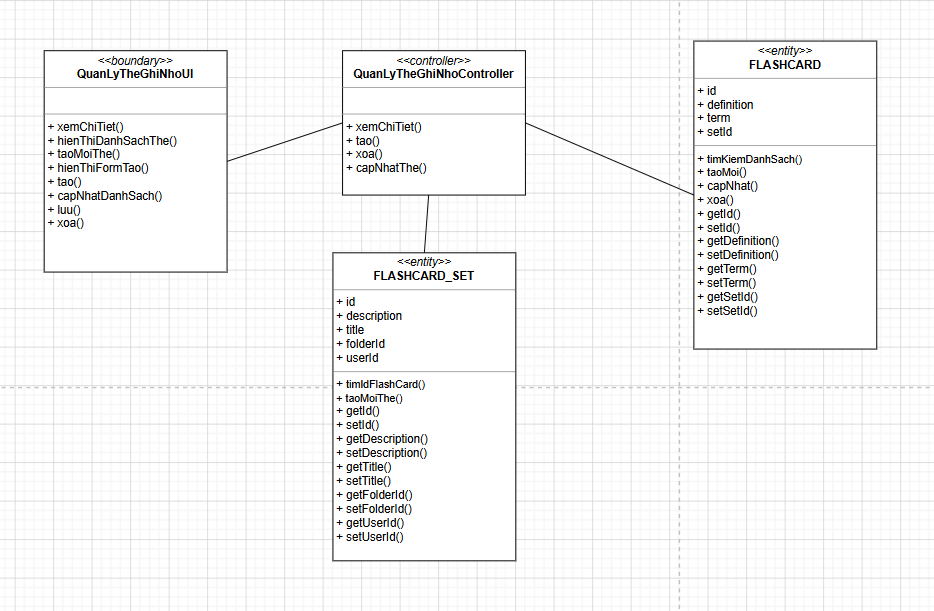 <<boundary>>
QuanLyTheGhiNhoUI
+ xemChiTiet()
+ hienThiDanhSachThe()
+ taoMoiThe()
+ hienThiFormTao()
+ tao()
+ capNhatDanhSach()
+ luu()
+ xoa()
<<controller>>
QuanLyTheGhiNhoController
+ xemChiTiet()
+ tao()
+ xoa()
+ capNhatThe()
<<entity>>
FLASHCARD
+ id
+ definition
+ term
+ setId
+ timKiemDanhSach()
+ taoMoi()
+ capNhat()
+ xoa()
+ getId()
+ setId()
+ getDefinition()
+ setDefinition()
+ getTerm()
+ setTerm()
+ getSetId()
+ setSetId()
<<entity>>
FLASHCARD_SET
+ id
+ description
+ title
+ folderId
+ userId
+ timIdFlashCard()
+ taoMoiThe()
+ getId()
+ setId()
+ getDescription()
+ setDescription()
+ getTitle()
+ setTitle()
+ getFolderId()
+ setFolderId()
+ getUserId()
+ setUserId()